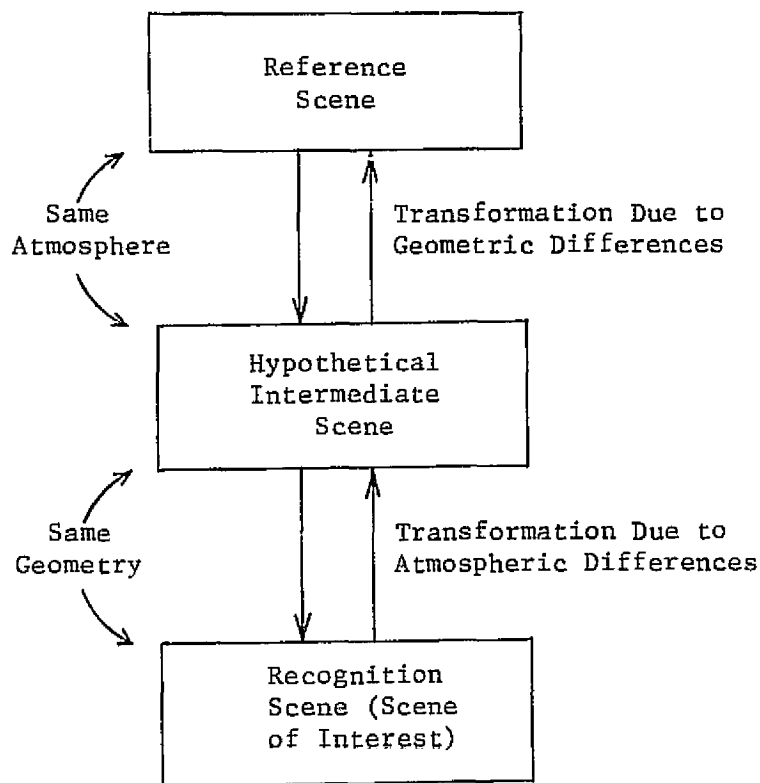 Reference
Scene
Same
Atmosphere
Transformation Due to
Geometric Differences
Hypothetical
Intermediate
Scene
Same
Geometry
Transformation Due to
Atmospheric Differences
Recognition
Scene (Scene
of Interest)